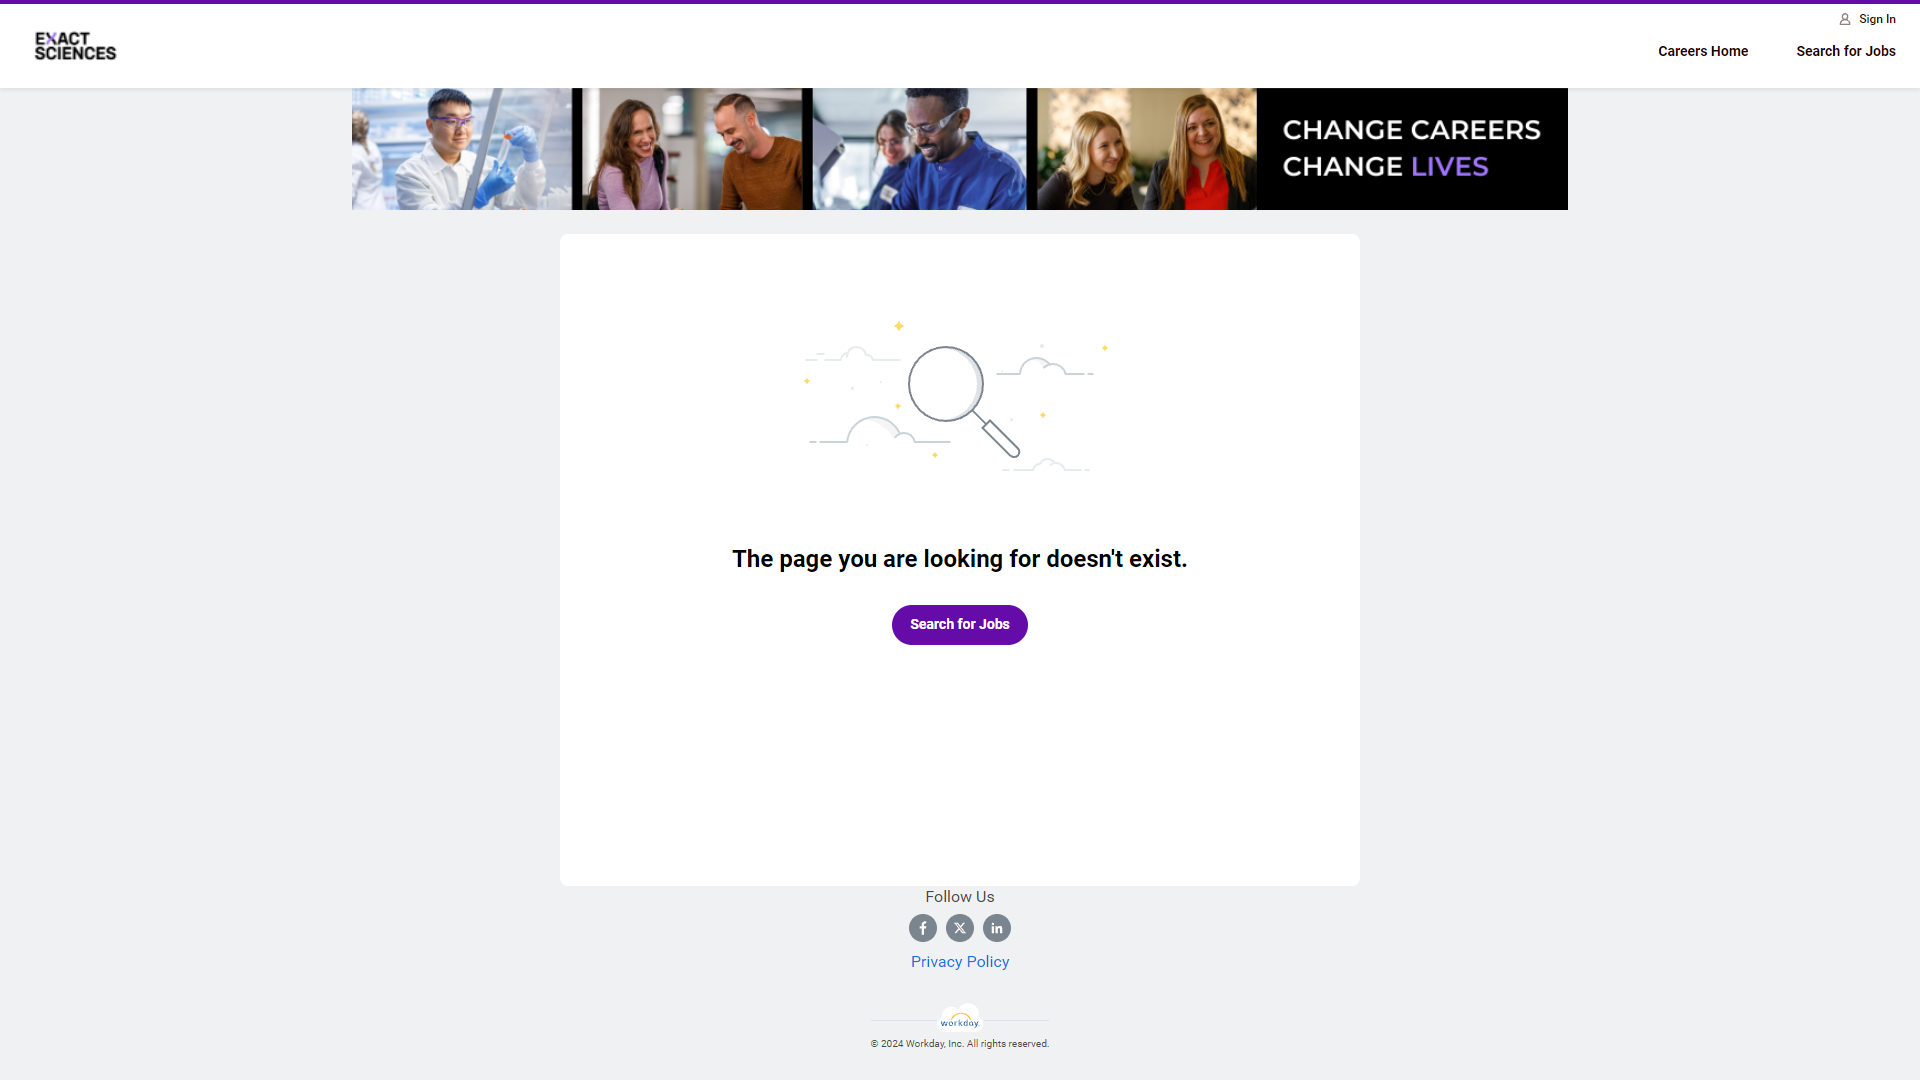 Sign In
EXACT
SCIENCES
Careers Home
Search for Jobs
CHANGE CAREERS
CHANGE LIVES
The page you are looking for doesn't exist.
Search for Jobs
Follow Us
Privacy Policy
workday.
© 2024 Workday, Inc. All rights reserved.